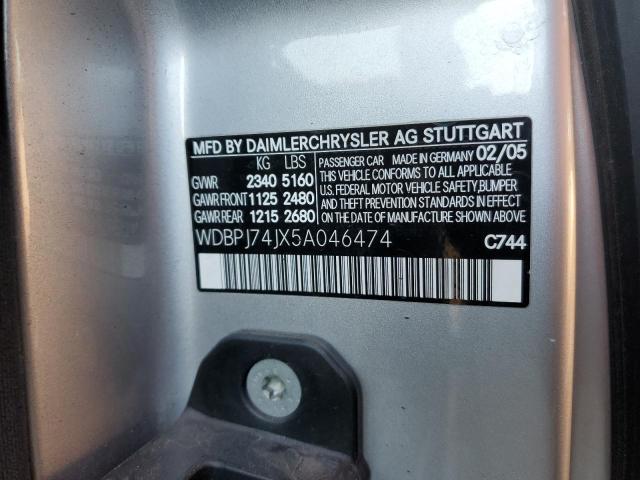 MFD BY DAIMLERCHRYSLER AG STUTTGART
KG LBS
GVWR 2340 5160
GAWR FRONT 1125 2480
GAWR REAR 1215 2680
PASSENGER CAR MADE IN GERMANY 02/05
THIS VEHICLE CONFORMS TO ALL APPLICABLE
U.S. FEDERAL MOTOR VEHICLE SAFETY, BUMPER
AND THEFT PREVENTION STANDARDS IN EFFECT
ON THE DATE OF MANUFACTURE SHOWN ABOVE
WDBPJ74JX5A046474
C744